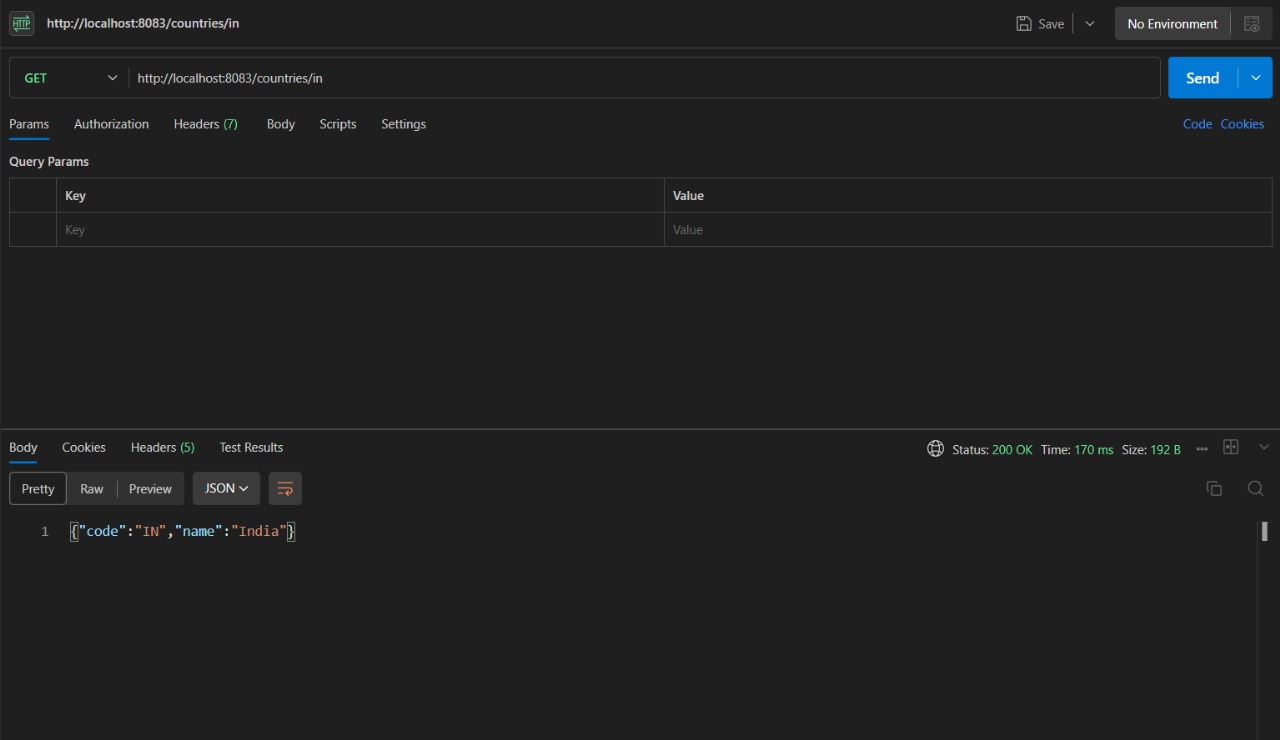 HTTP http://localhost:8083/countries/in Save No Environment
GET http://localhost:8083/countries/in Send
Params Authorization Headers (7) Body Scripts Settings Code Cookies
Query Params
Key Value
Key Value
Body Cookies Headers (5) Test Results Status: 200 OK Time: 170 ms Size: 192 B
Pretty Raw Preview JSON
1 {"code":"IN","name":"India"}